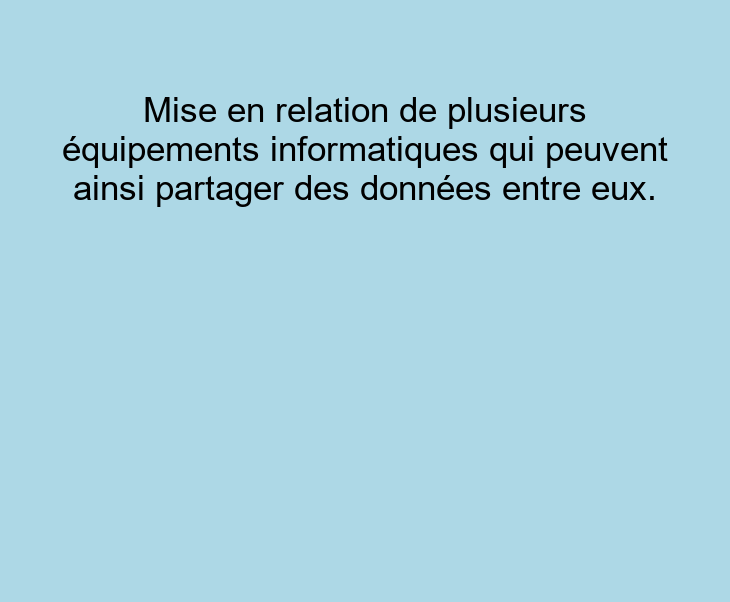 Mise en relation de plusieurs
équipements informatiques qui peuvent
ainsi partager des données entre eux.